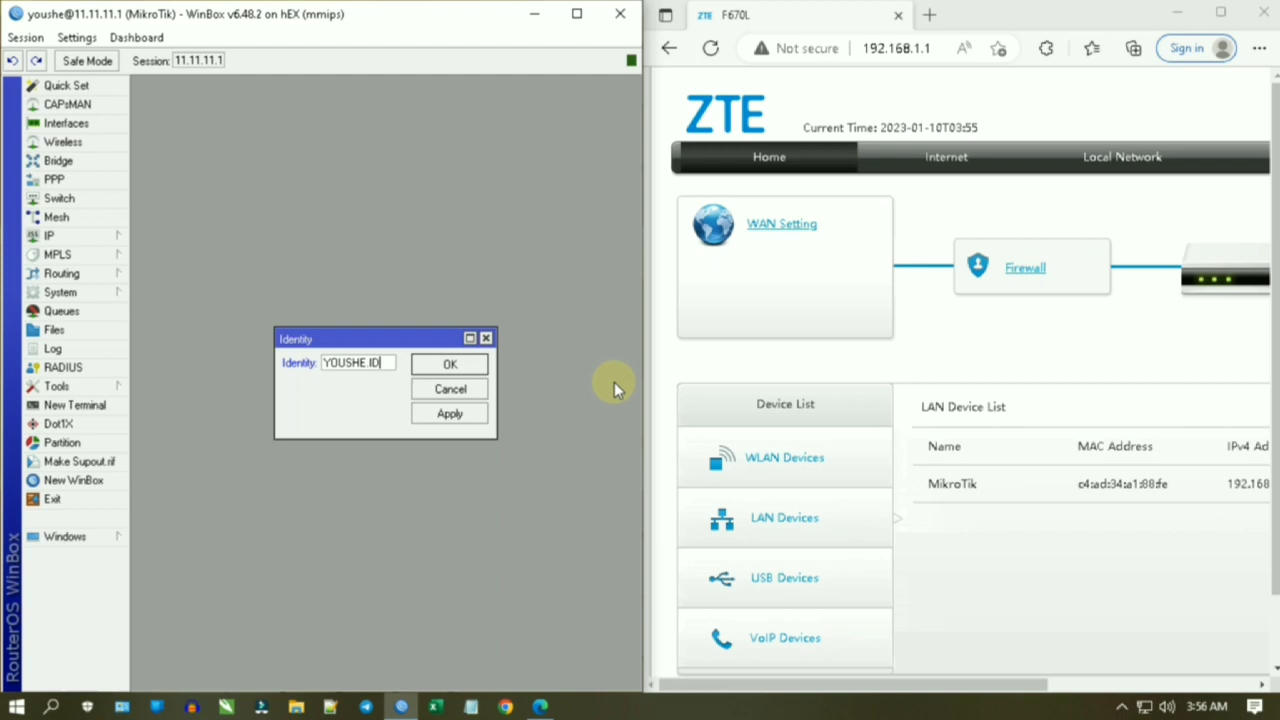 youshe@11.11.11.1 (MikroTik) - WinBox v6.48.2 on hEX (mmips)
Session Settings Dashboard
Safe Mode Session: 11.11.11.1
Quick Set
CAPsMAN
Interfaces
Wireless
Bridge
PPP
Switch
Mesh
IP
MPLS
Routing
System
Queues
Files
Log
RADIUS
Tools
New Terminal
Dot1X
Partition
Make Supout.rif
New WinBox
Exit
Windows
RouterOS WinBox
Identity
Identity: YOUSHE.ID
OK
Cancel
Apply
ZTE F670L
Not secure 192.168.1.1
Sign in
ZTE
Current Time: 2023-01-10T03:55
Home Internet Local Network
WAN Setting
Firewall
Device List
WLAN Devices
LAN Devices
USB Devices
VoIP Devices
LAN Device List
Name MAC Address IPv4 Ad
MikroTik c4:ad:34:a1:88:fe 192.168
3:56 AM